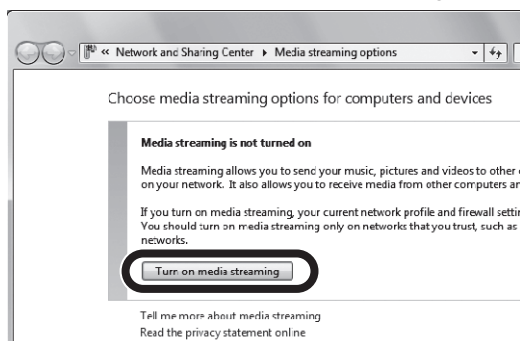 « Network and Sharing Center ▸ Media streaming options
Choose media streaming options for computers and devices
Media streaming is not turned on
Media streaming allows you to send your music, pictures and videos to other
on your network. It also allows you to receive media from other computers
If you turn on media streaming, your current network profile and firewall
You should turn on media streaming only on networks that you trust, such as
networks.
Turn on media streaming
Tell me more about media streaming
Read the privacy statement online